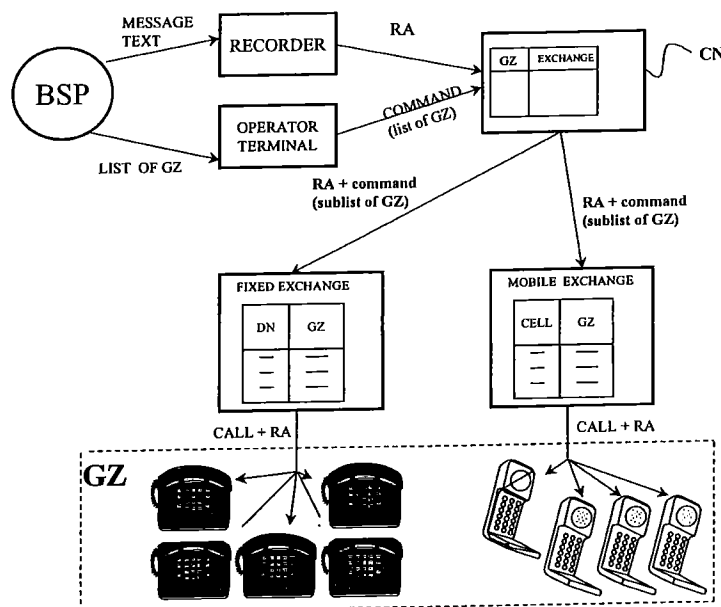 MESSAGE
TEXT
RECORDER
RA
BSP
GZ
EXCHANGE
CN
OPERATOR
TERMINAL
COMMAND
(list of GZ)
LIST OF GZ
RA + command
(sublist of GZ)
RA + command
(sublist of GZ)
FIXED EXCHANGE
DN
GZ
MOBILE EXCHANGE
CELL
GZ
CALL + RA
CALL + RA
GZ